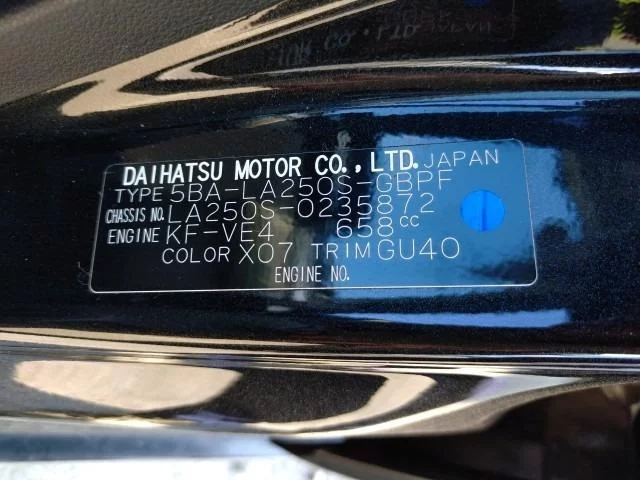 DAIHATSU MOTOR CO., LTD. JAPAN
TYPE 5BA-LA250S-GBPF
CHASSIS NO. LA250S-0235872
ENGINE KF-VE4 658cc
COLOR X07 TRIM GU40
ENGINE NO.